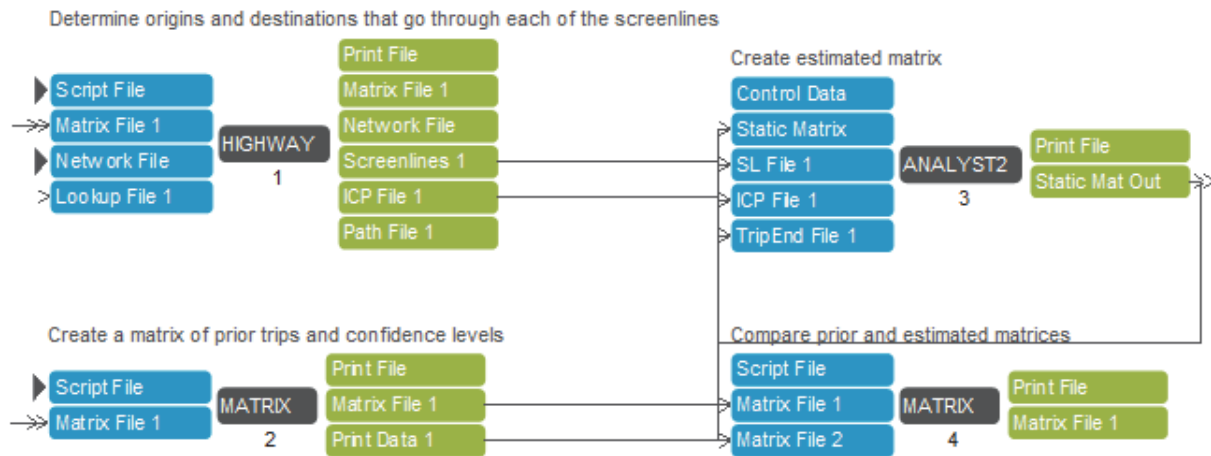 Determine origins and destinations that go through each of the screenlines
Script File
Matrix File 1
Network File
Lookup File 1
HIGHWAY
1
Print File
Matrix File 1
Network File
Screenlines 1
ICP File 1
Path File 1
Create estimated matrix
Control Data
Static Matrix
SL File 1
ICP File 1
TripEnd File 1
ANALYST2
3
Print File
Static Mat Out
Create a matrix of prior trips and confidence levels
Script File
Matrix File 1
MATRIX
2
Print File
Matrix File 1
Print Data 1
Compare prior and estimated matrices
Script File
Matrix File 1
Matrix File 2
MATRIX
4
Print File
Matrix File 1